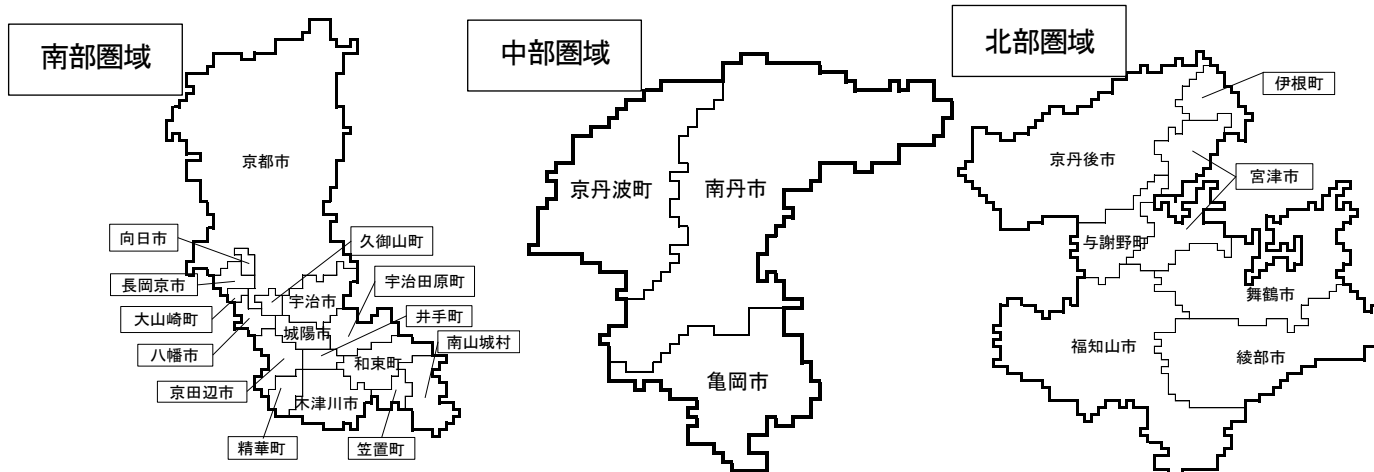 南部圏域
京都市
向日市
長岡京市
大山崎町
八幡市
京田辺市
精華町
久御山町
宇治市
宇治田原町
城陽市
井手町
和束町
南山城村
木津川市
笠置町
中部圏域
京丹波町
南丹市
亀岡市
北部圏域
伊根町
京丹後市
宮津市
与謝野町
舞鶴市
福知山市
綾部市